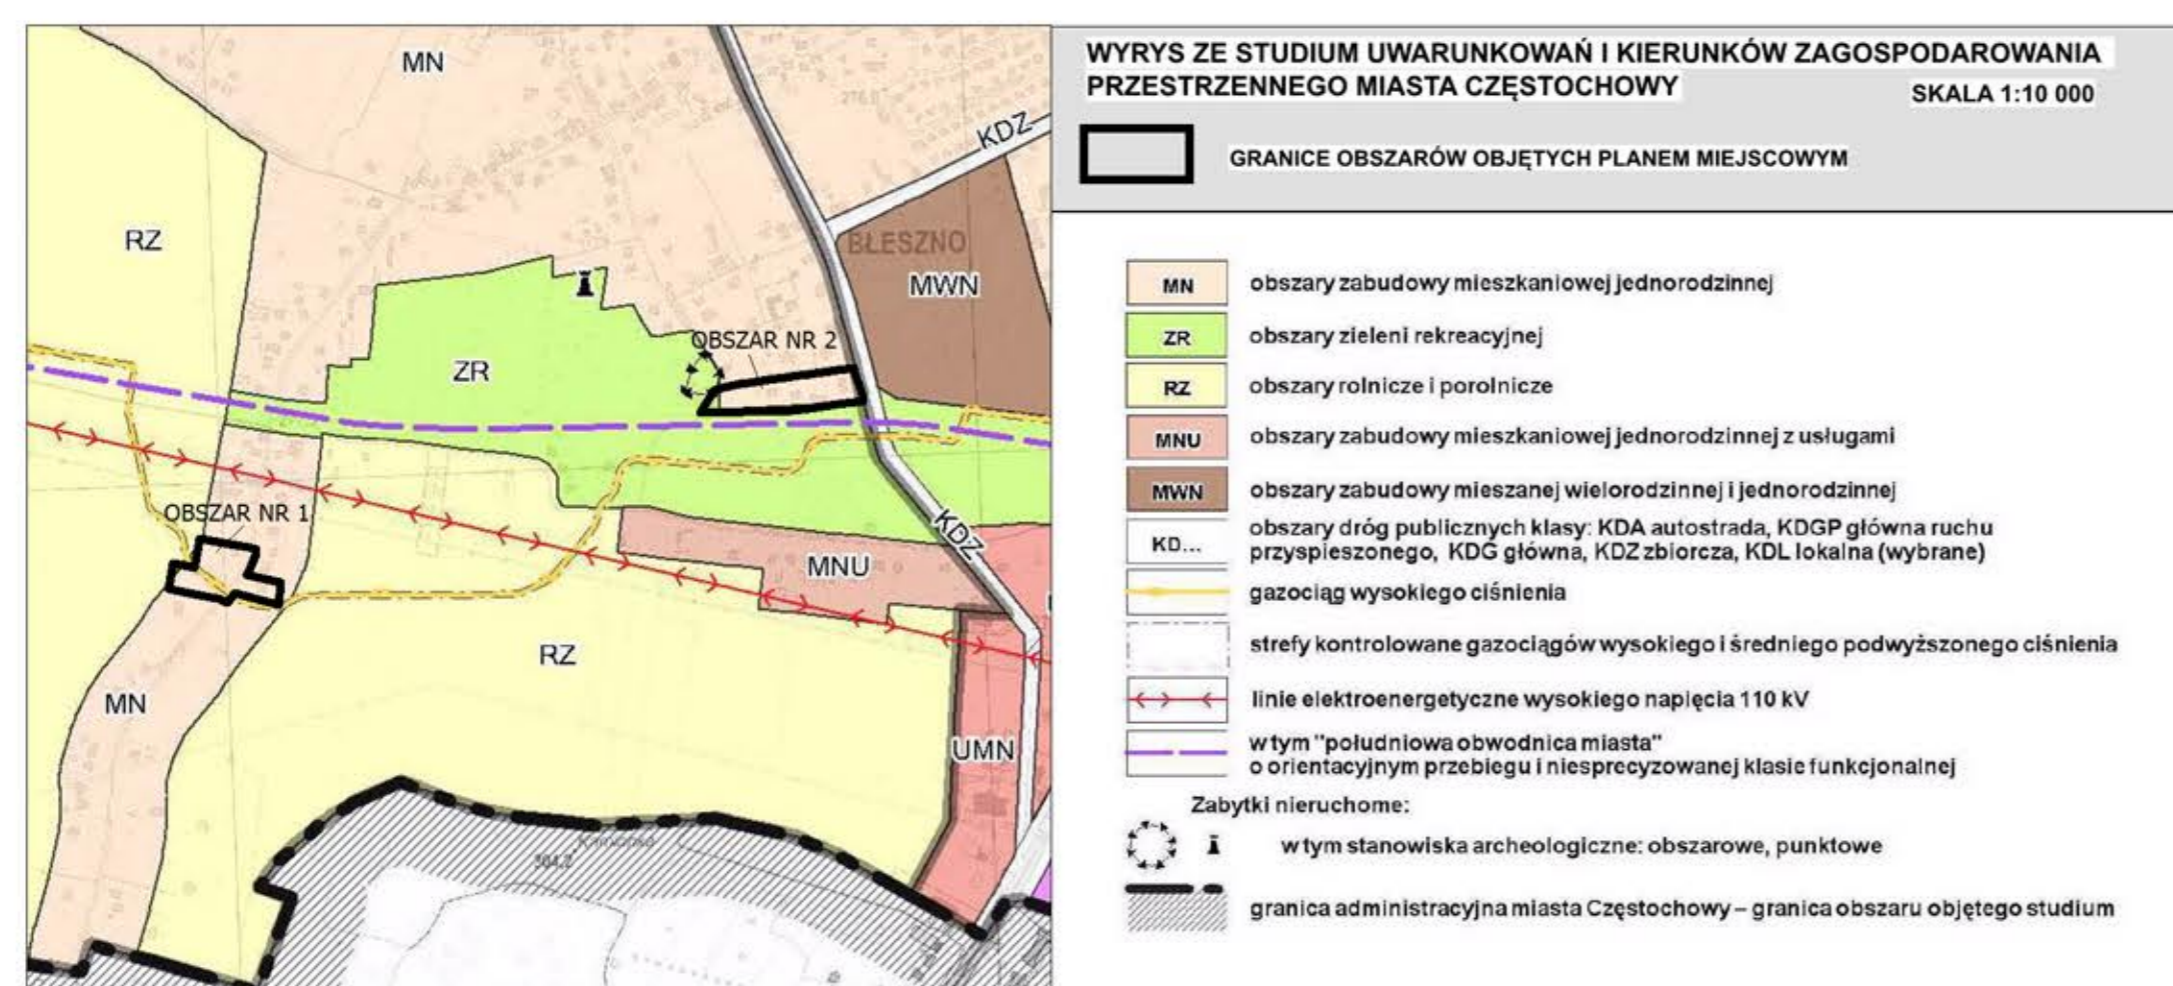 MN
KDZ
RZ
BŁESZNO
MWN
OBSZAR NR 2
ZR
OBSZAR NR 1
KDZ
MNU
RZ
MN
UMN
304,2
WYRYS ZE STUDIUM UWARUNKOWAŃ I KIERUNKÓW ZAGOSPODAROWANIA
PRZESTRZENNEGO MIASTA CZĘSTOCHOWY
SKALA 1:10 000
GRANICE OBSZARÓW OBJĘTYCH PLANEM MIEJSCOWYM
MN obszary zabudowy mieszkaniowej jednorodzinnej
ZR obszary zieleni rekreacyjnej
RZ obszary rolnicze i porolnicze
MNU obszary zabudowy mieszkaniowej jednorodzinnej z usługami
MWN obszary zabudowy mieszanej wielorodzinnej i jednorodzinnej
KD... obszary dróg publicznych klasy: KDA autostrada, KDGP główna ruchu
przyspieszonego, KDG główna, KDZ zbiorcza, KDL lokalna (wybrane)
gazociąg wysokiego ciśnienia
strefy kontrolowane gazociągów wysokiego i średniego podwyższonego ciśnienia
linie elektroenergetyczne wysokiego napięcia 110 kV
w tym "południowa obwodnica miasta"
o orientacyjnym przebiegu i niesprecyzowanej klasie funkcjonalnej
Zabytki nieruchome:
w tym stanowiska archeologiczne: obszarowe, punktowe
granica administracyjna miasta Częstochowy – granica obszaru objętego studium